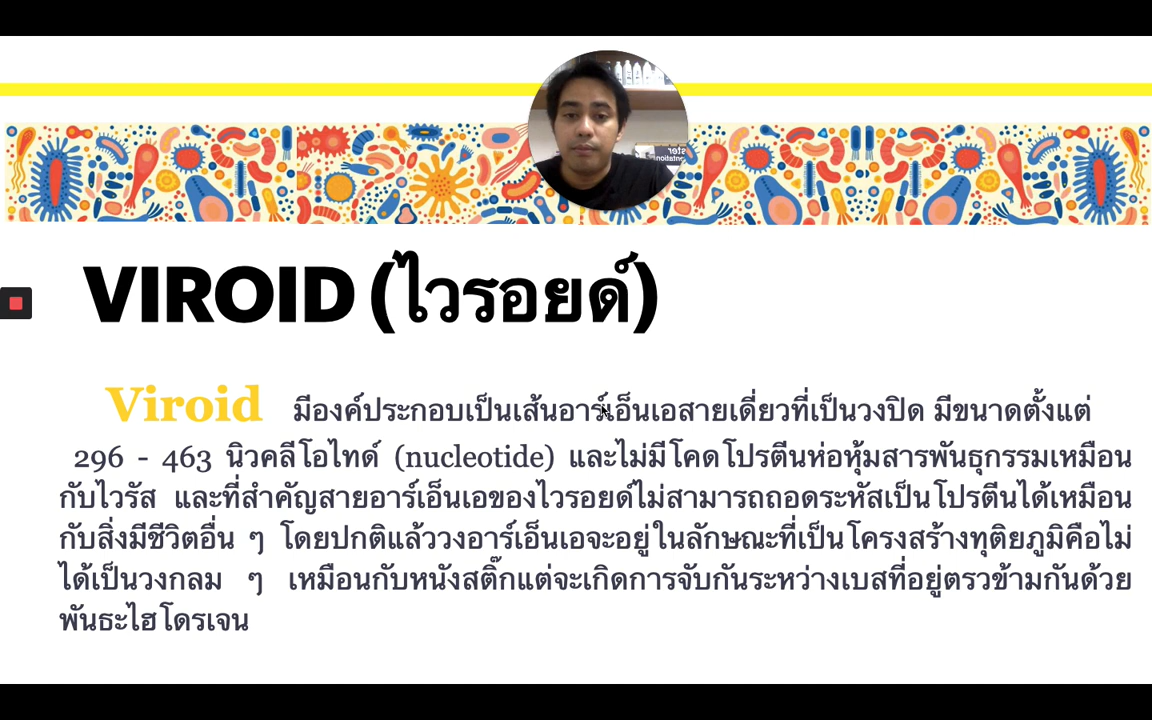 VIROID (ไวรอยด์)
Viroid มีองค์ประกอบเป็นเส้นอาร์เอ็นเอสายเดี่ยวที่เป็นวงปิด มีขนาดตั้งแต่
296 - 463 นิวคลีโอไทด์ (nucleotide) และไม่มีโคดโปรตีนห่อหุ้มสารพันธุกรรมเหมือน
กับไวรัส และที่สำคัญสายอาร์เอ็นเอของไวรอยด์ไม่สามารถถอดระหัสเป็นโปรตีนได้เหมือน
กับสิ่งมีชีวิตอื่น ๆ โดยปกติแล้ววงอาร์เอ็นเอจะอยู่ในลักษณะที่เป็นโครงสร้างทุติยภูมิคือไม่
ได้เป็นวงกลม ๆ เหมือนกับหนังสติ๊กแต่จะเกิดการจับกันระหว่างเบสที่อยู่ตรวข้ามกันด้วย
พันธะไฮโดรเจน